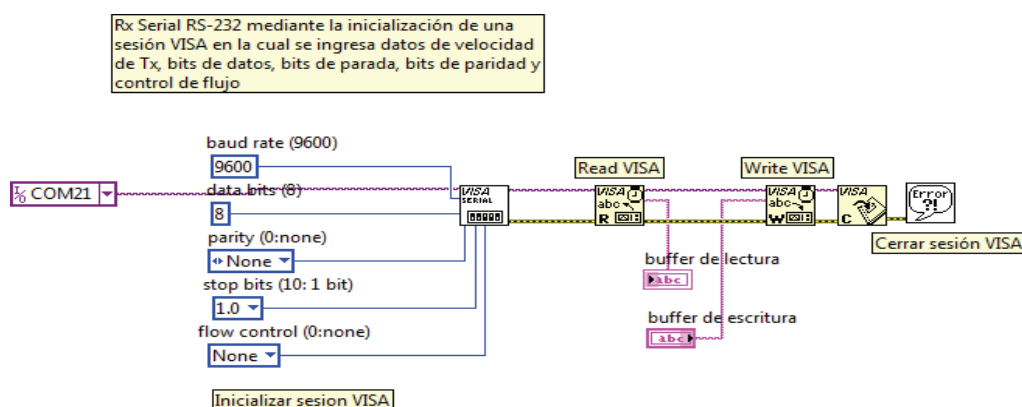 Rx Serial RS-232 mediante la inicialización de una
sesión VISA en la cual se ingresa datos de velocidad
de Tx, bits de datos, bits de parada, bits de paridad y
control de flujo
baud rate (9600)
9600
Read VISA
Write VISA
I/O COM21
data bits (8)
8
VISA
SERIAL
VISA
abc
R
VISA
abc
W
VISA
C
Error
?!
parity (0:none)
None
Cerrar sesión VISA
buffer de lectura
abc
stop bits (10: 1 bit)
1.0
buffer de escritura
abc
flow control (0:none)
None
Inicializar sesion VISA